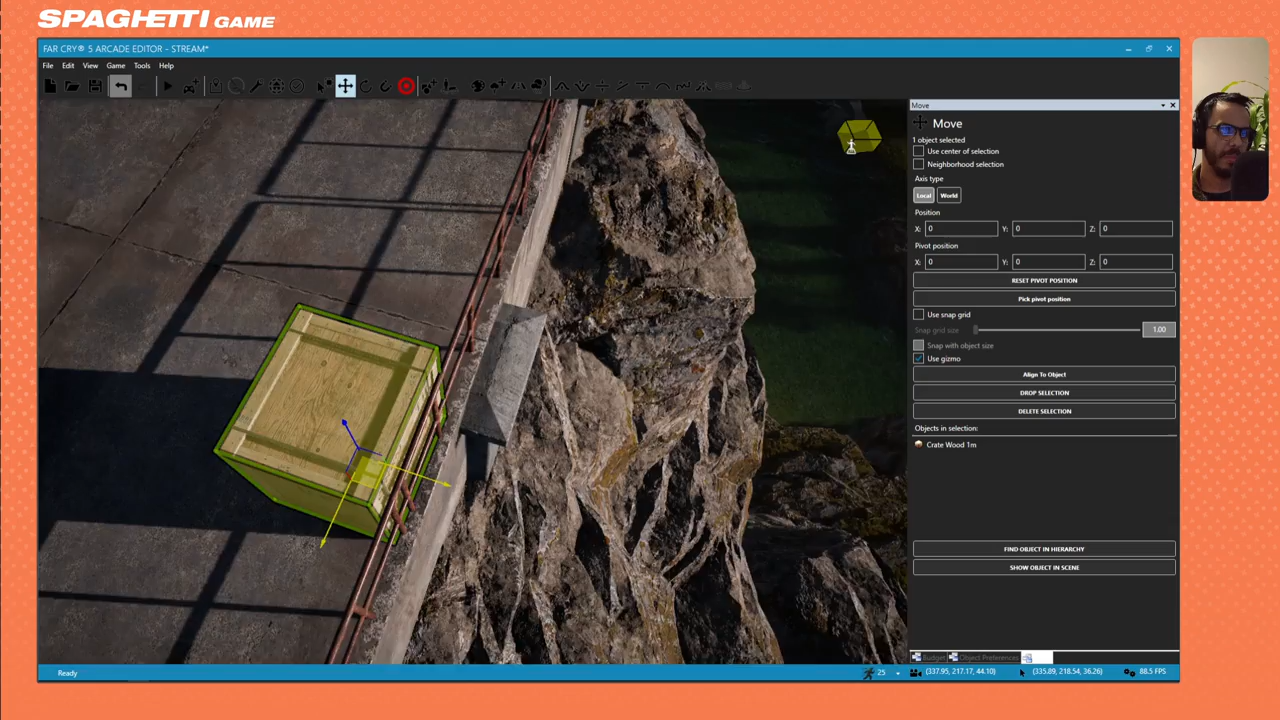 SPAGHETTI GAME
FAR CRY® 5 ARCADE EDITOR - STREAM*
File Edit View Game Tools Help
Move
Move
1 object selected
Use center of selection
Neighborhood selection
Axis type
Local World
Position
X: 0 Y: 0 Z: 0
Pivot position
X: 0 Y: 0 Z: 0
RESET PIVOT POSITION
Pick pivot position
Use snap grid
Snap grid size 1.00
Snap with object size
Use gizmo
Align To Object
DROP SELECTION
DELETE SELECTION
Objects in selection:
Crate Wood 1m
FIND OBJECT IN HIERARCHY
SHOW OBJECT IN SCENE
Budget Object Preferences
Ready 25 (337.95, 217.17, 44.10) (335.89, 218.54, 36.26) 88.5 FPS